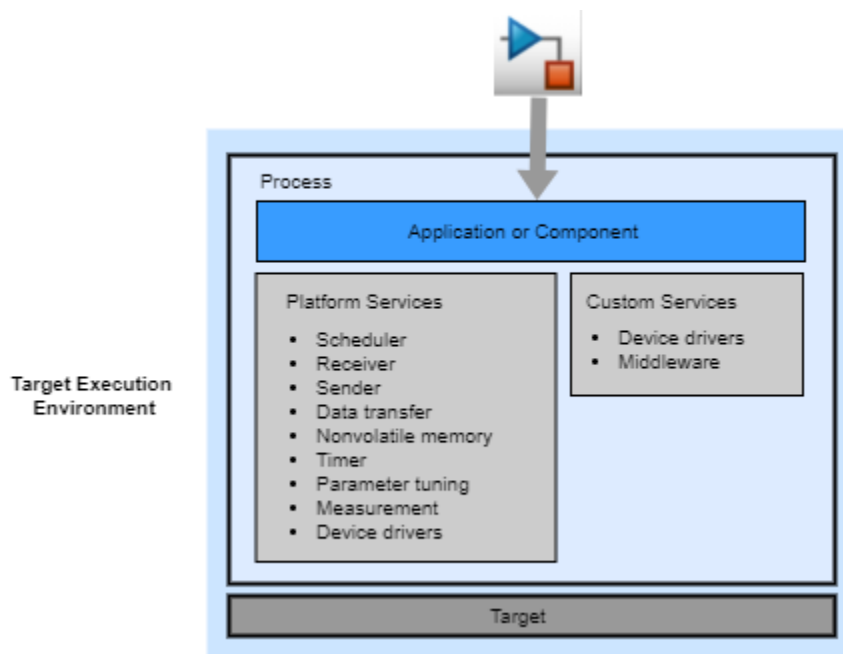 Process
Application or Component
Platform Services
• Scheduler
• Receiver
• Sender
• Data transfer
• Nonvolatile memory
• Timer
• Parameter tuning
• Measurement
• Device drivers
Custom Services
• Device drivers
• Middleware
Target Execution
Environment
Target